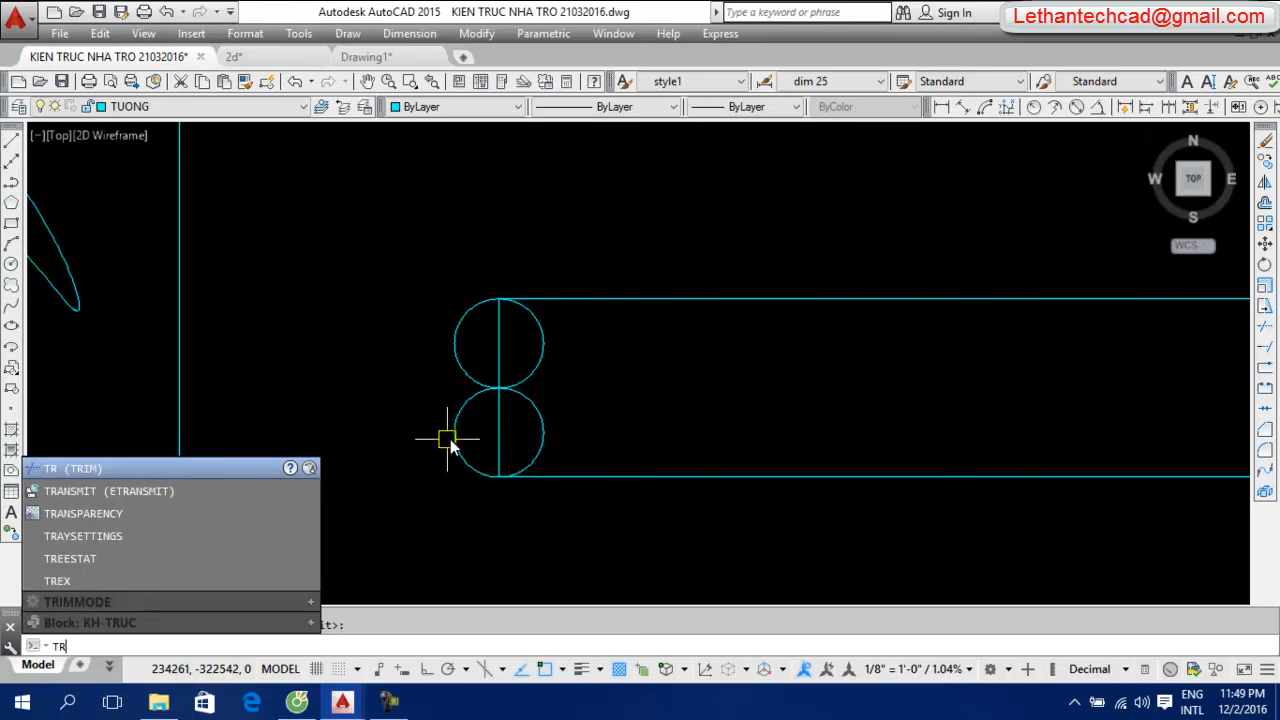 Autodesk AutoCAD 2015 KIEN TRUC NHA TRO 21032016.dwg
Type a keyword or phrase
Sign In
Lethantechcad@gmail.com
File Edit View Insert Format Tools Draw Dimension Modify Parametric Window Help Express
KIEN TRUC NHA TRO 21032016* 2d* Drawing1*
style1 dim 25 Standard Standard
TUONG ByLayer ByLayer ByLayer ByColor
[−][Top][2D Wireframe]
N
W TOP E
S
WCS
TR (TRIM)
TRANSMIT (ETRANSMIT)
TRANSPARENCY
TRAYSETTINGS
TREESTAT
TREX
TRIMMODE
Block: KH-TRUC
it>:
TR
Model
234261, -322542, 0 MODEL 1/8" = 1'-0" / 1.04% Decimal
ENG 11:49 PM
INTL 12/2/2016